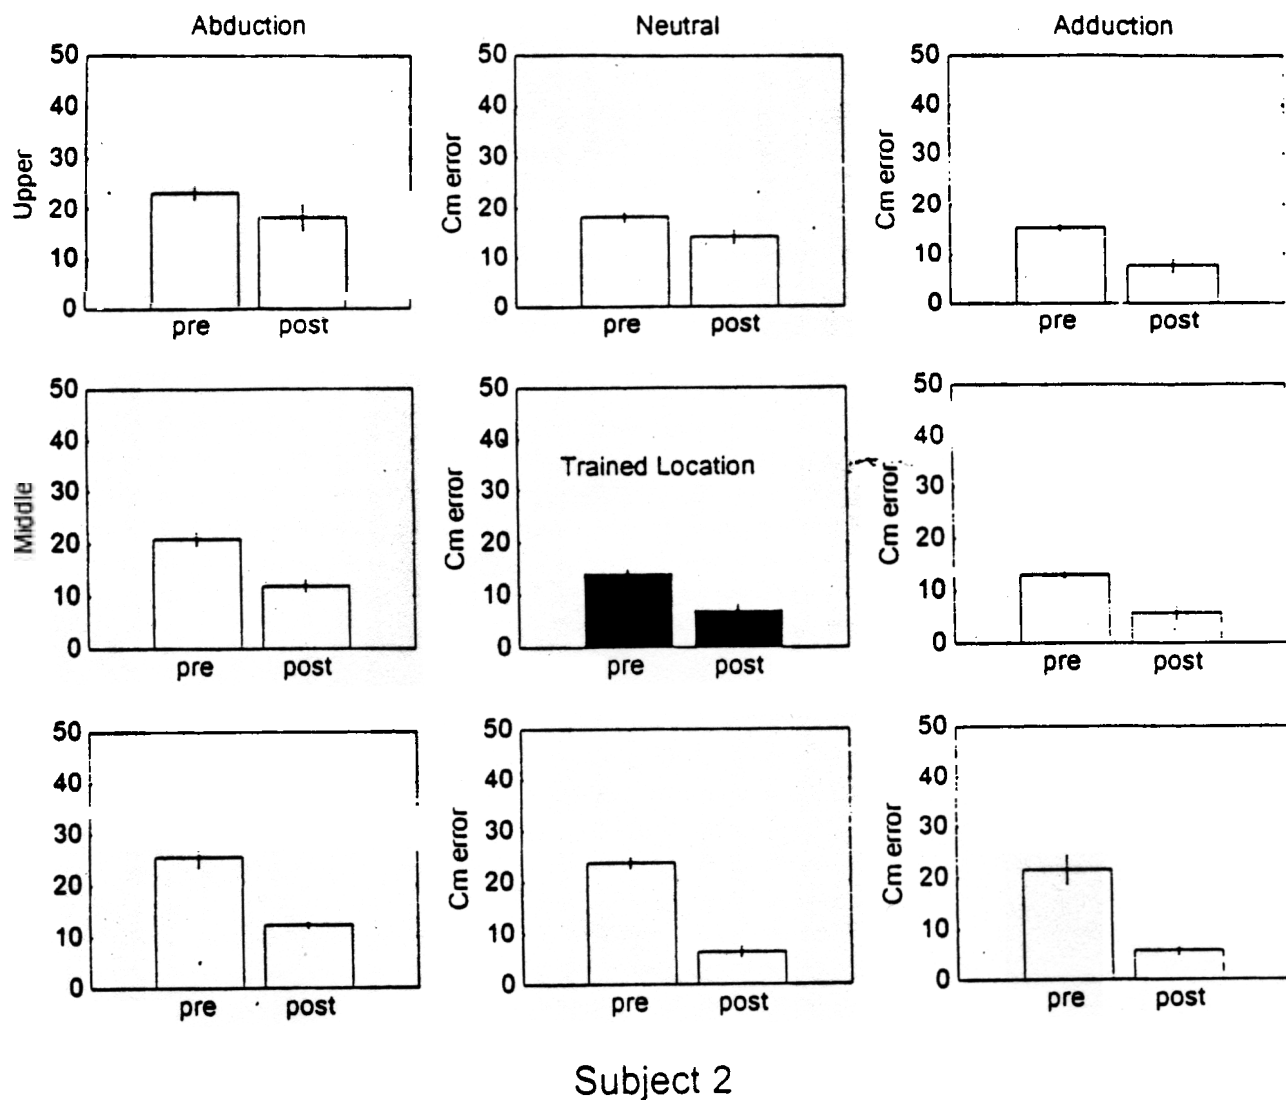 Abduction Neutral Adduction
50 50 50
40 40 40
30 30 30
20 20 20
10 10 10
0 0 0
Upper Cm error Cm error
pre post pre post pre post
50 50 50
40 40 40
Trained Location
30 30 30
20 20 20
10 10 10
0 0 0
Middle Cm error Cm error
pre post pre post pre post
50 50 50
40 40 40
30 30 30
20 20 20
10 10 10
0 0 0
Cm error Cm error
pre post pre post pre post
Subject 2